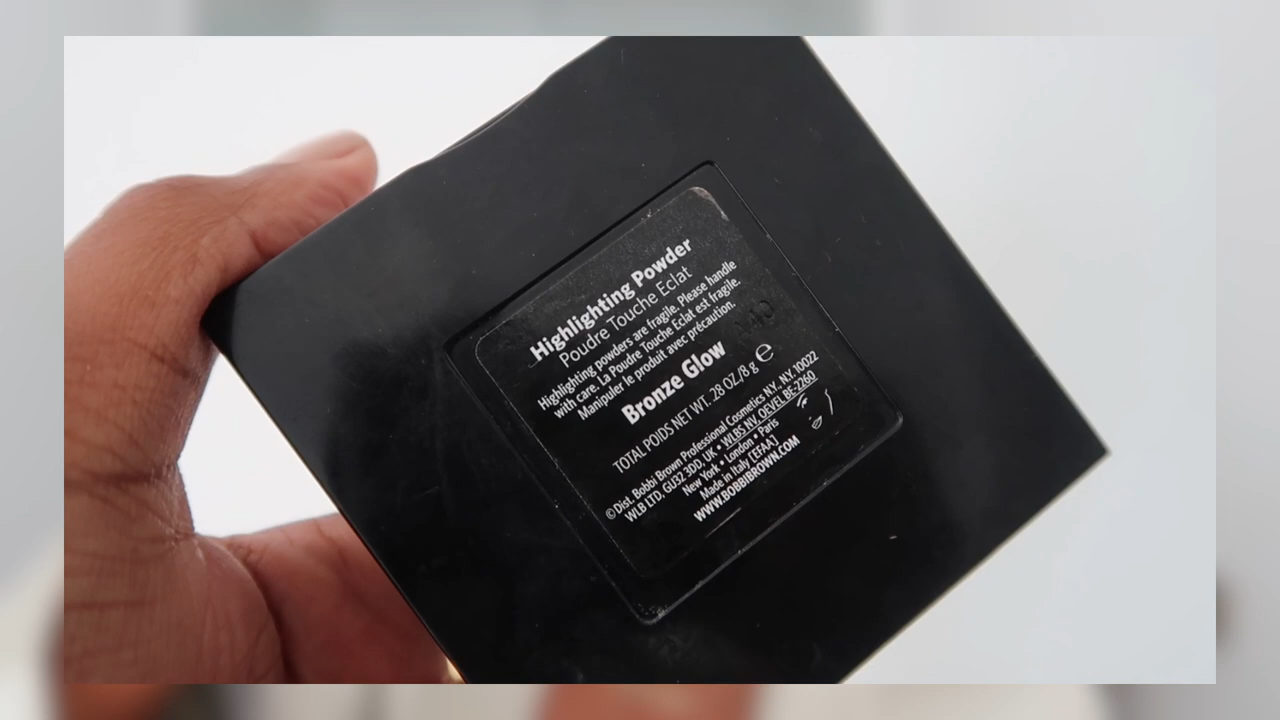 Highlighting Powder
Poudre Touche Eclat
Highlighting powders are fragile. Please handle
with care. La Poudre Touche Eclat est fragile.
Manipuler le produit avec précaution.
A40
Bronze Glow
TOTAL POIDS NET WT. .28 OZ/8 g ℮
©Dist. Bobbi Brown Professional Cosmetics N.Y., N.Y. 10022
WLB LTD, GU32 3DD, UK • WLBS NV, OEVEL BE-2260
New York • London • Paris
Made in Italy [EFAA]
WWW.BOBBIBROWN.COM